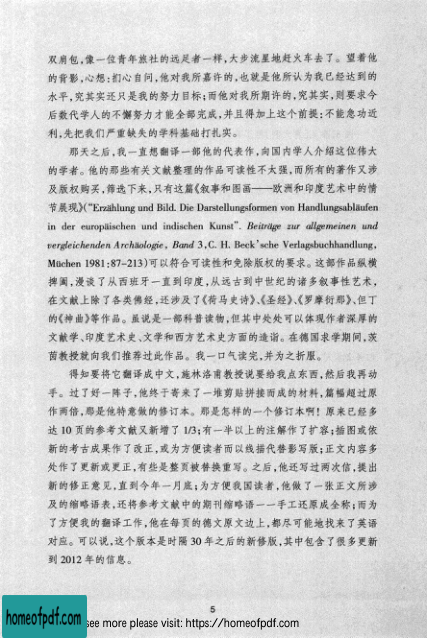 双肩包,像一位青年旅社的远足者一样,大步流星地赶火车去了。望着他
的背影,心想:扪心自问,他对我所嘉许的,也就是他所认为我已经达到的
水平,究其实还只是我的努力目标;而他对我所期许的,究其实,则要求今
后数代学人的不懈努力才能全部完成,并且得加上这个前提:不能急功近
利,先把我们严重缺失的学科基础打扎实。
那天之后,我一直想翻译一部他的代表作,向国内学人介绍这位伟大
的学者。他的那些有关文献整理的作品可读性不太强,而所有的著作又涉
及版权购买,筛选下来,只有这篇《叙事和图画——欧洲和印度艺术中的情
节展现》("Erzählung und Bild. Die Darstellungsformen von Handlungsabläufen
in der europäischen und indischen Kunst". Beiträge zur allgemeinen und
vergleichenden Archäologie, Band 3, C. H. Beck'sche Verlagsbuchhandlung,
Müchen 1981:87-213)可以符合可读性和免除版权的要求。这部作品纵横
捭阖,漫谈了从西班牙一直到印度,从远古到中世纪的诸多叙事性艺术,
在文献上除了各类佛经,还涉及了《荷马史诗》、《圣经》、《罗摩衍那》、但丁
的《神曲》等作品。虽说是一部科普读物,但其中处处可以体现作者深厚的
文献学、印度艺术史、文学和西方艺术史方面的造诣。在德国求学期间,茨
茵教授就向我们推荐过此作品。我一口气读完,并为之折服。
得知要将它翻译成中文,施林洛甫教授说要给我点东西,然后我再动
手。过了好一阵子,他终于寄来了一堆剪贴拼接而成的材料,篇幅超过原
作两倍,那是他特意做的修订本。那是怎样的一个修订本啊!原来已经多
达 10 页的参考文献又新增了 1/3;有一半以上的注解作了扩容;插图或依
新的考古成果作了改正,或为方便读者而以线描代替影写版;正文内容多
处作了更新或更正,有些是整页被替换重写。之后,他还写过两次信,提出
新的修正意见,直到今年一月底;为方便我国读者,他做了一张正文所涉
及的缩略语表,还将参考文献中的期刊缩略语一一手工还原成全称;而为
了方便我的翻译工作,他在每页的德文原文边上,都尽可能地找来了英语
对应。可以说,这个版本是时隔 30 年之后的新修版,其中包含了很多更新
到 2012 年的信息。
5
homeofpdf.com
see more please visit: https://homeofpdf.com